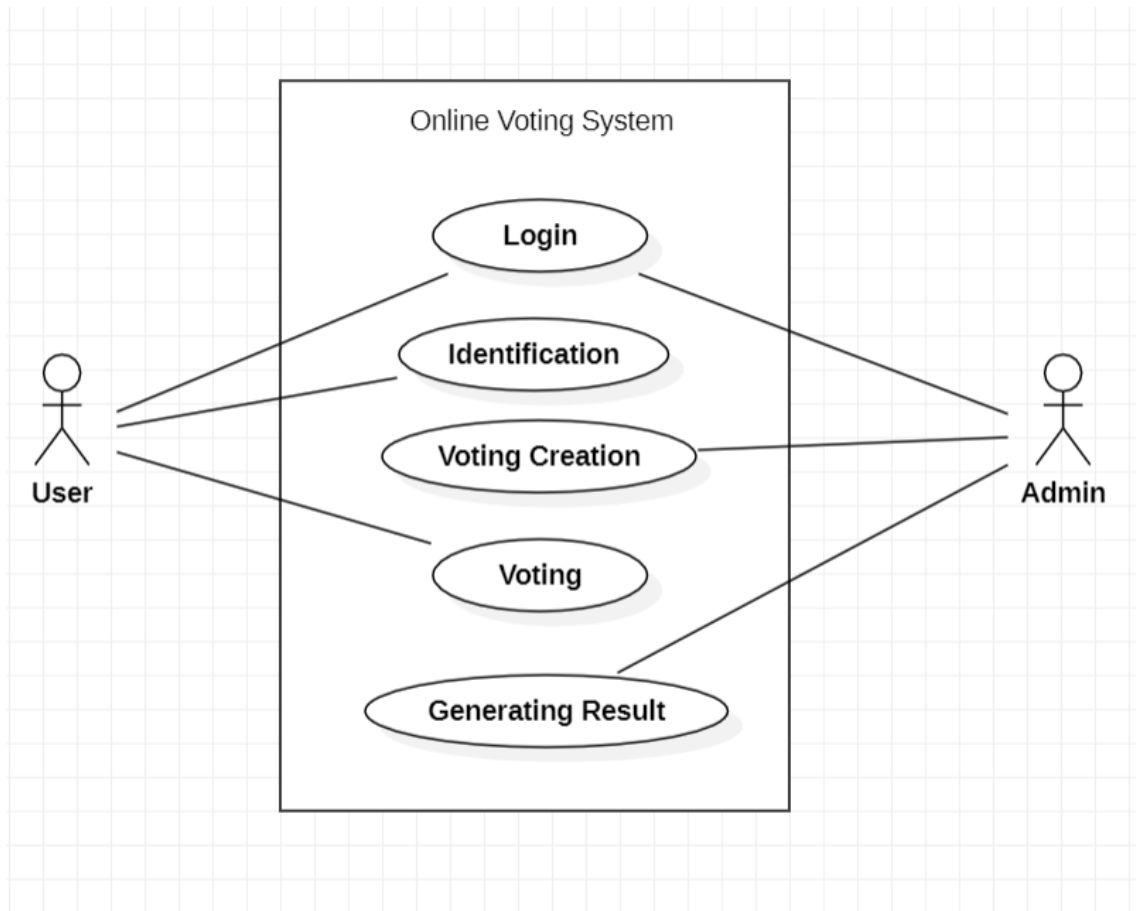 Online Voting System
Login
Identification
Voting Creation
User
Admin
Voting
Generating Result